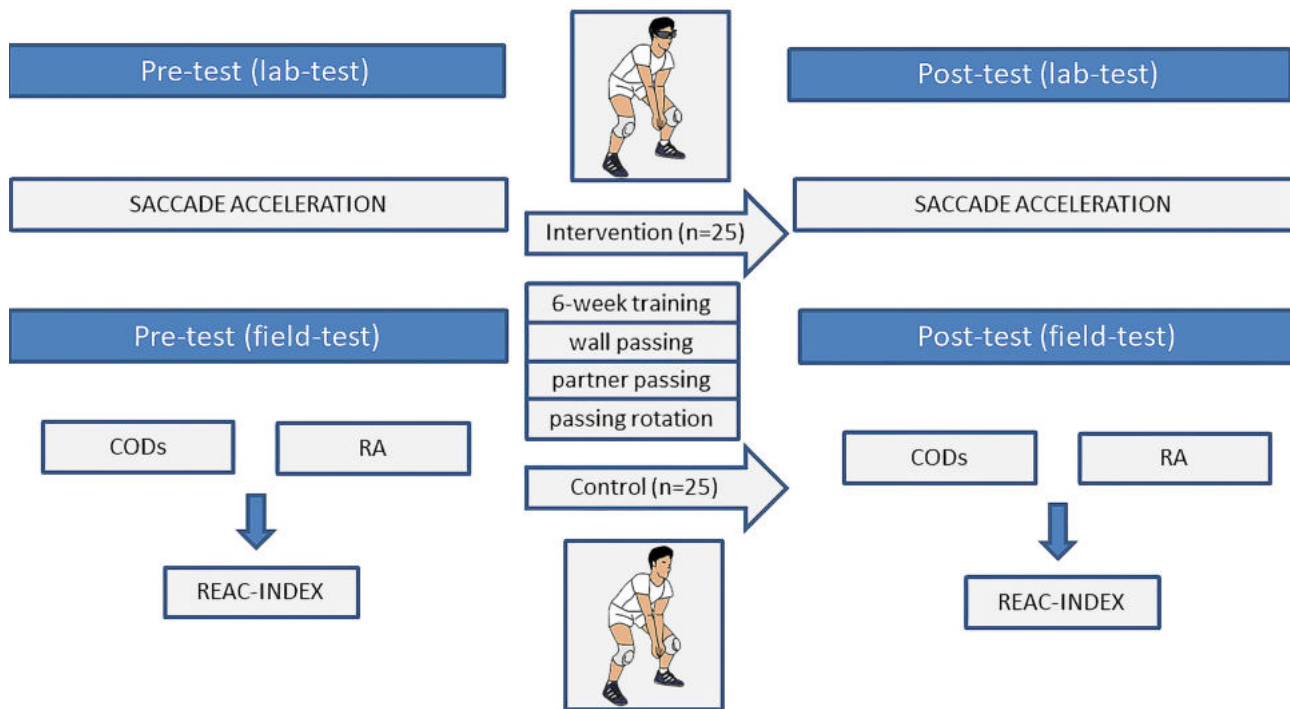 Pre-test (lab-test)
SACCADE ACCELERATION
Pre-test (field-test)
CODs
RA
REAC-INDEX
Intervention (n=25)
6-week training
wall passing
partner passing
passing rotation
Control (n=25)
Post-test (lab-test)
SACCADE ACCELERATION
Post-test (field-test)
CODs
RA
REAC-INDEX